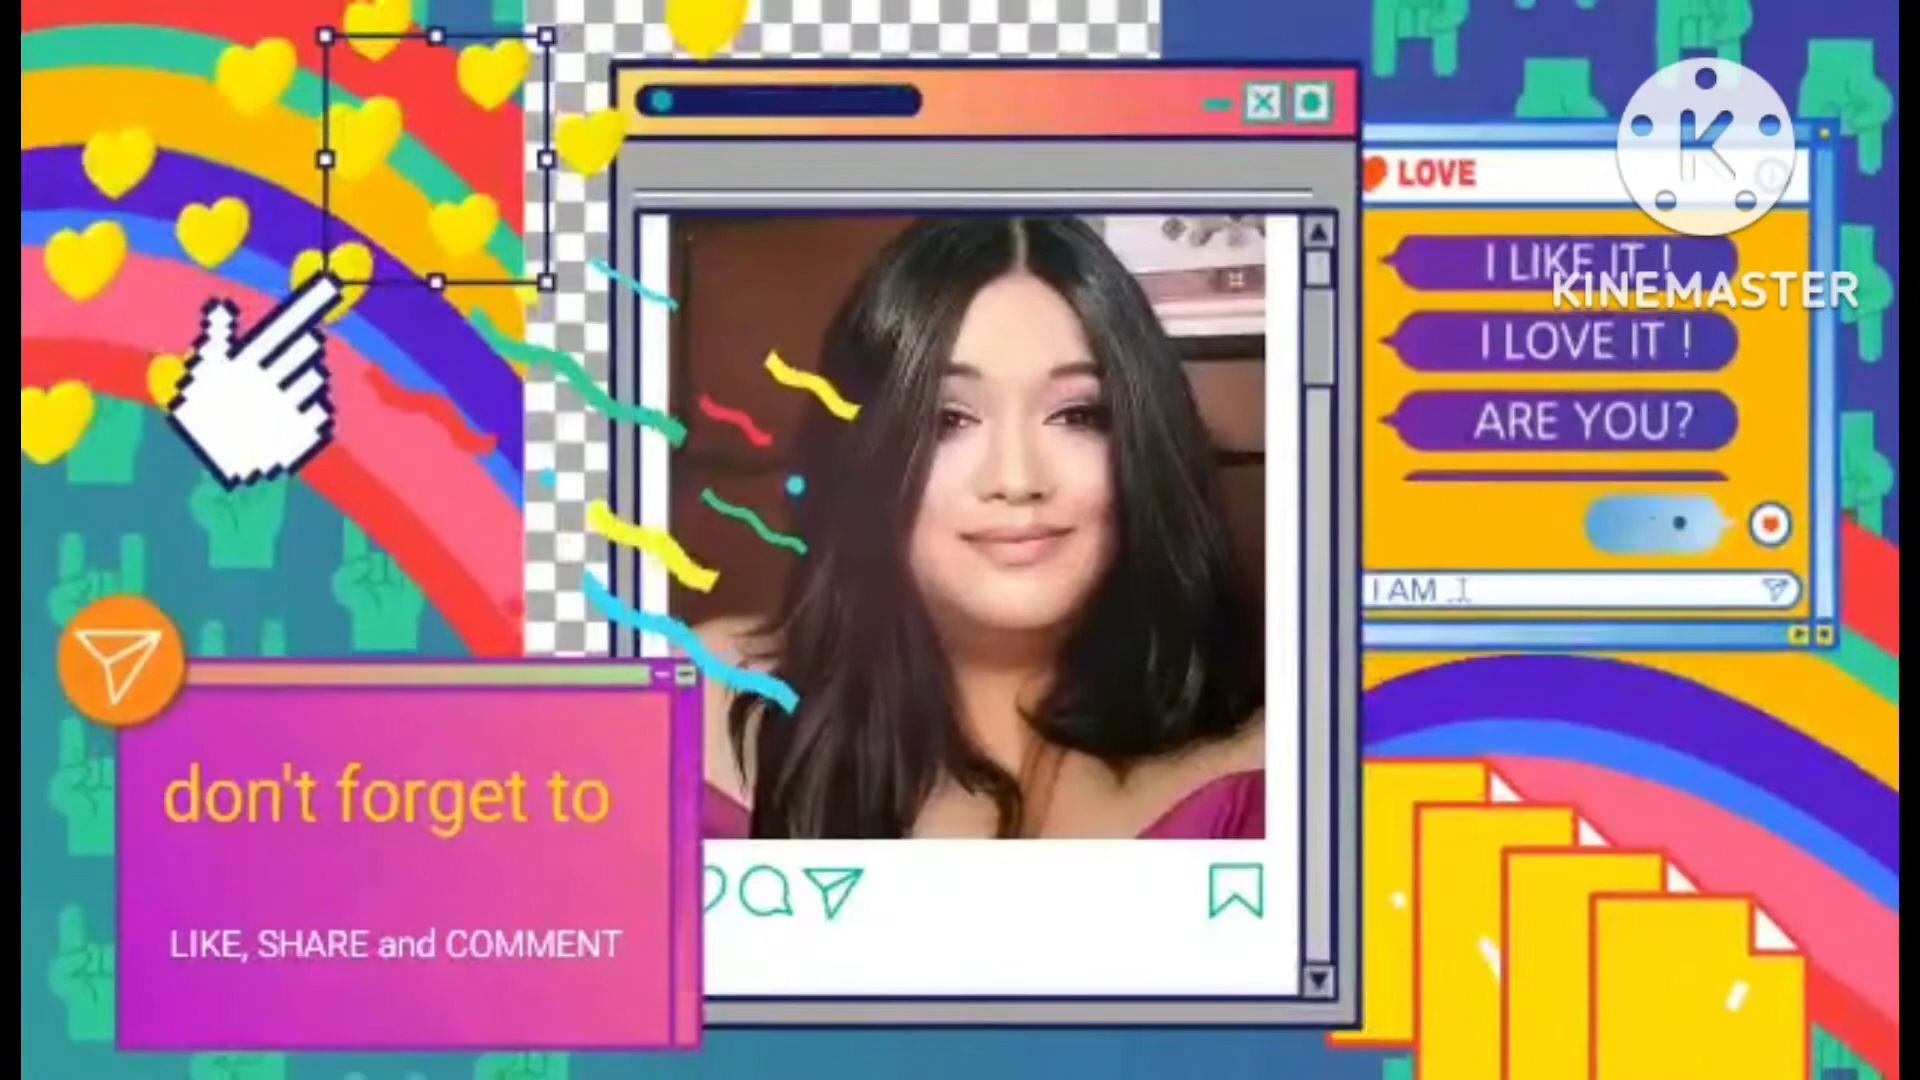 LOVE
I LIKE IT !
KINEMASTER
I LOVE IT !
ARE YOU?
I AM
don't forget to
LIKE, SHARE and COMMENT